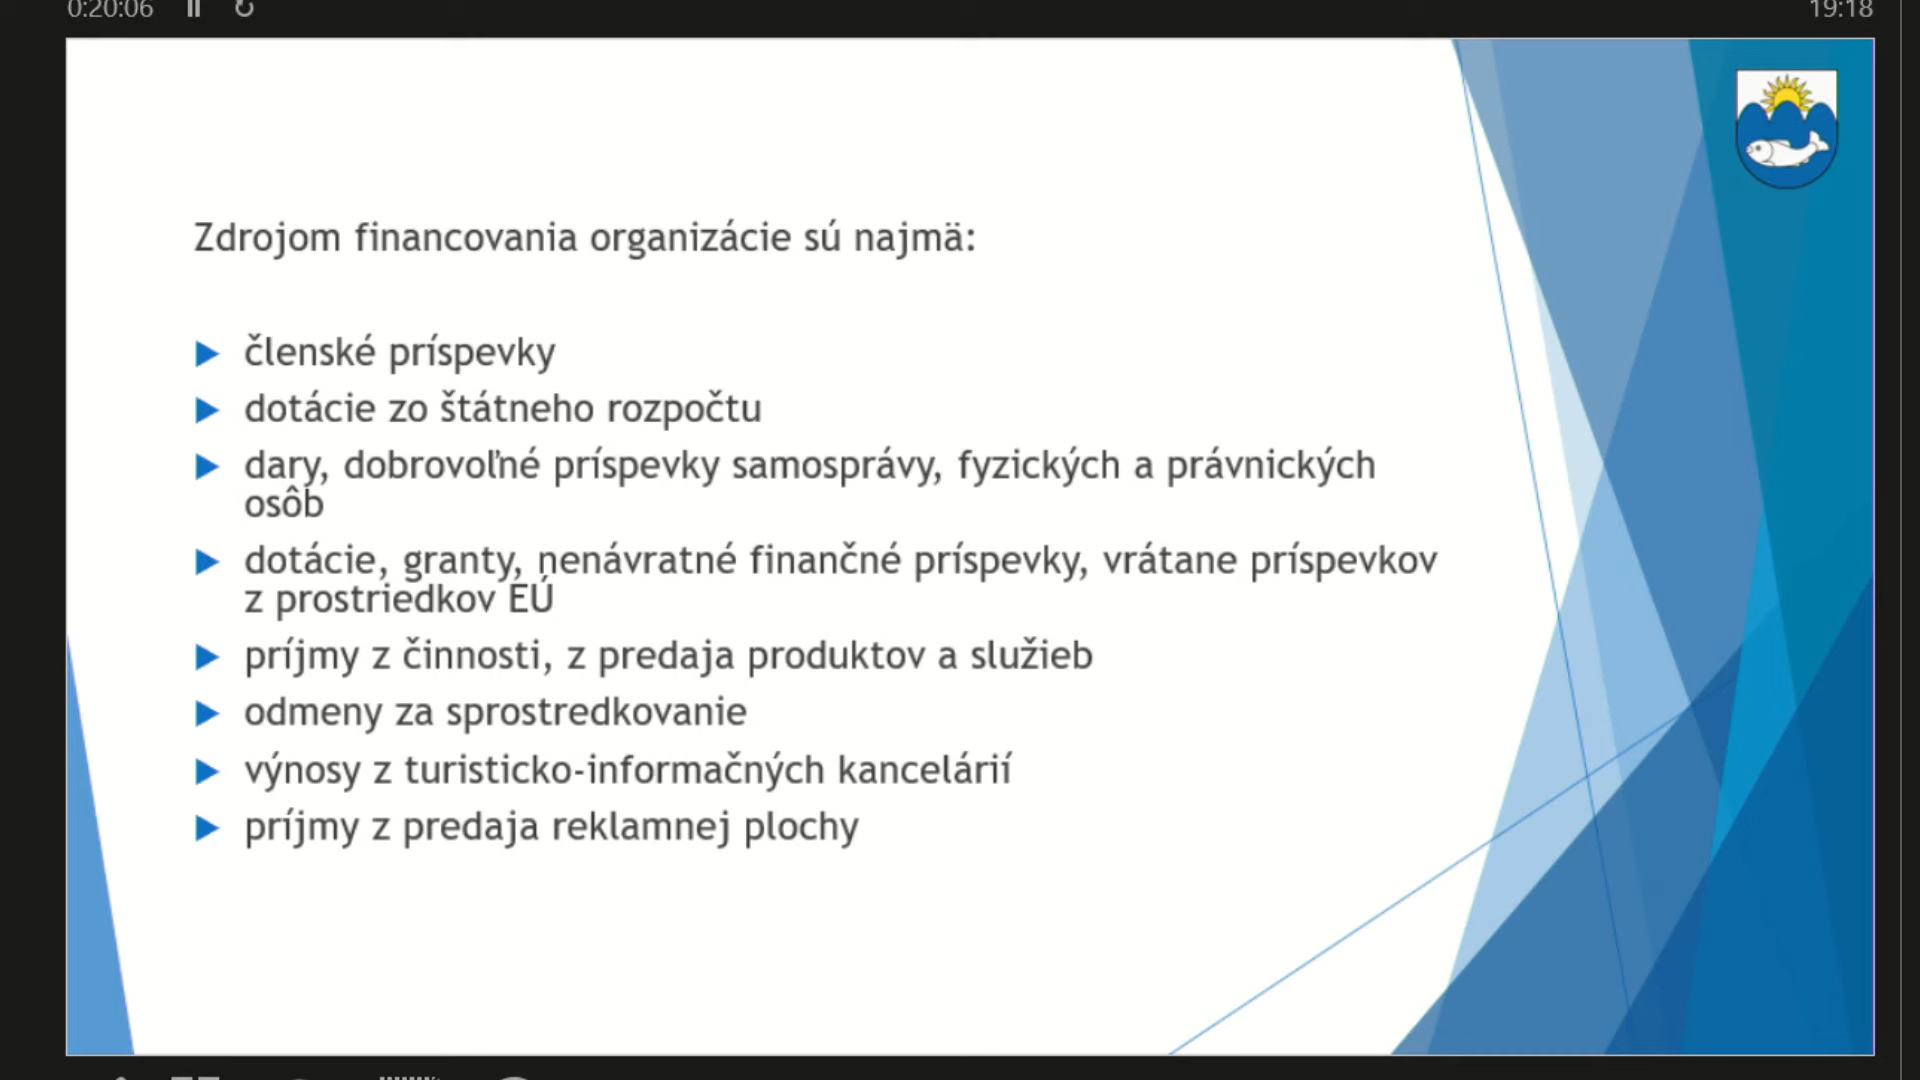 0:20:06
19:18
Zdrojom financovania organizácie sú najmä:
členské príspevky
dotácie zo štátneho rozpočtu
dary, dobrovoľné príspevky samosprávy, fyzických a právnických
osôb
dotácie, granty, nenávratné finančné príspevky, vrátane príspevkov
z prostriedkov EÚ
príjmy z činnosti, z predaja produktov a služieb
odmeny za sprostredkovanie
výnosy z turisticko-informačných kancelárií
príjmy z predaja reklamnej plochy